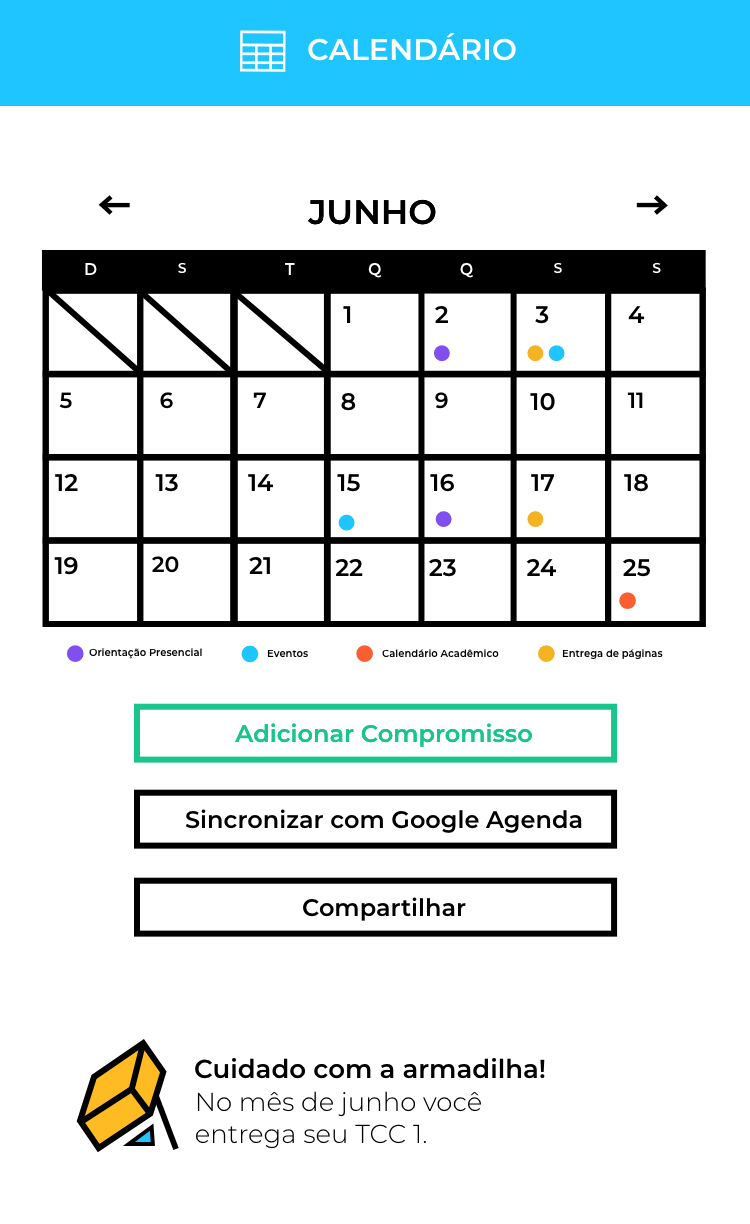 CALENDÁRIO
JUNHO
D S T Q Q S S
1 2 3 4
5 6 7 8 9 10 11
12 13 14 15 16 17 18
19 20 21 22 23 24 25
Orientação Presencial Eventos Calendário Acadêmico Entrega de páginas
Adicionar Compromisso
Sincronizar com Google Agenda
Compartilhar
Cuidado com a armadilha!
No mês de junho você
entrega seu TCC 1.